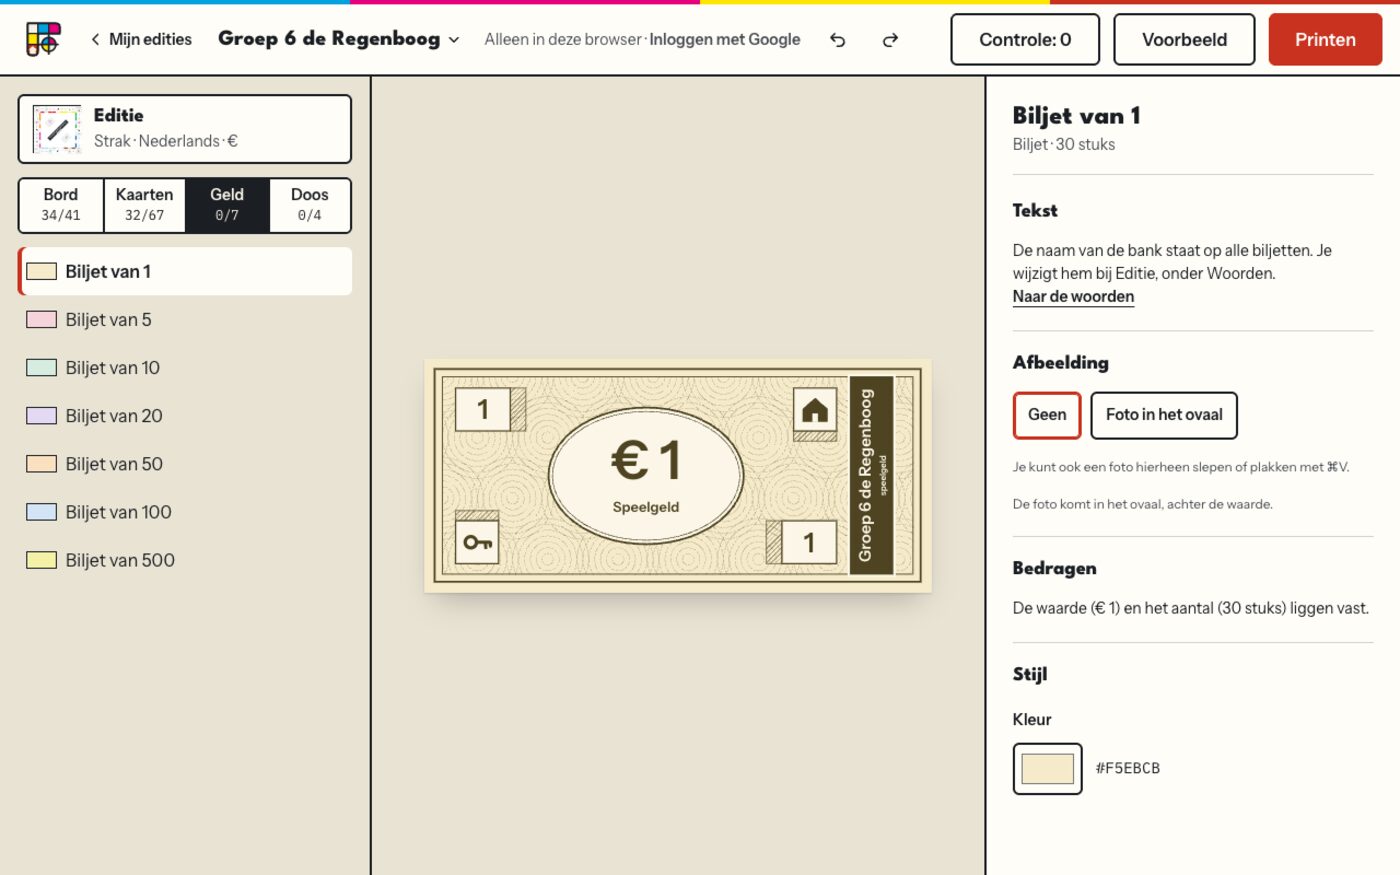 Mijn edities
Groep 6 de Regenboog
Alleen in deze browser · Inloggen met Google
Controle: 0
Voorbeeld
Printen
Editie
Strak · Nederlands · €
Bord
34/41
Kaarten
32/67
Geld
0/7
Doos
0/4
Biljet van 1
Biljet van 5
Biljet van 10
Biljet van 20
Biljet van 50
Biljet van 100
Biljet van 500
1
€ 1
Speelgeld
1
Groep 6 de Regenboog
speelgeld
Biljet van 1
Biljet · 30 stuks
Tekst
De naam van de bank staat op alle biljetten. Je
wijzigt hem bij Editie, onder Woorden.
Naar de woorden
Afbeelding
Geen
Foto in het ovaal
Je kunt ook een foto hierheen slepen of plakken met ⌘V.
De foto komt in het ovaal, achter de waarde.
Bedragen
De waarde (€ 1) en het aantal (30 stuks) liggen vast.
Stijl
Kleur
#F5EBCB